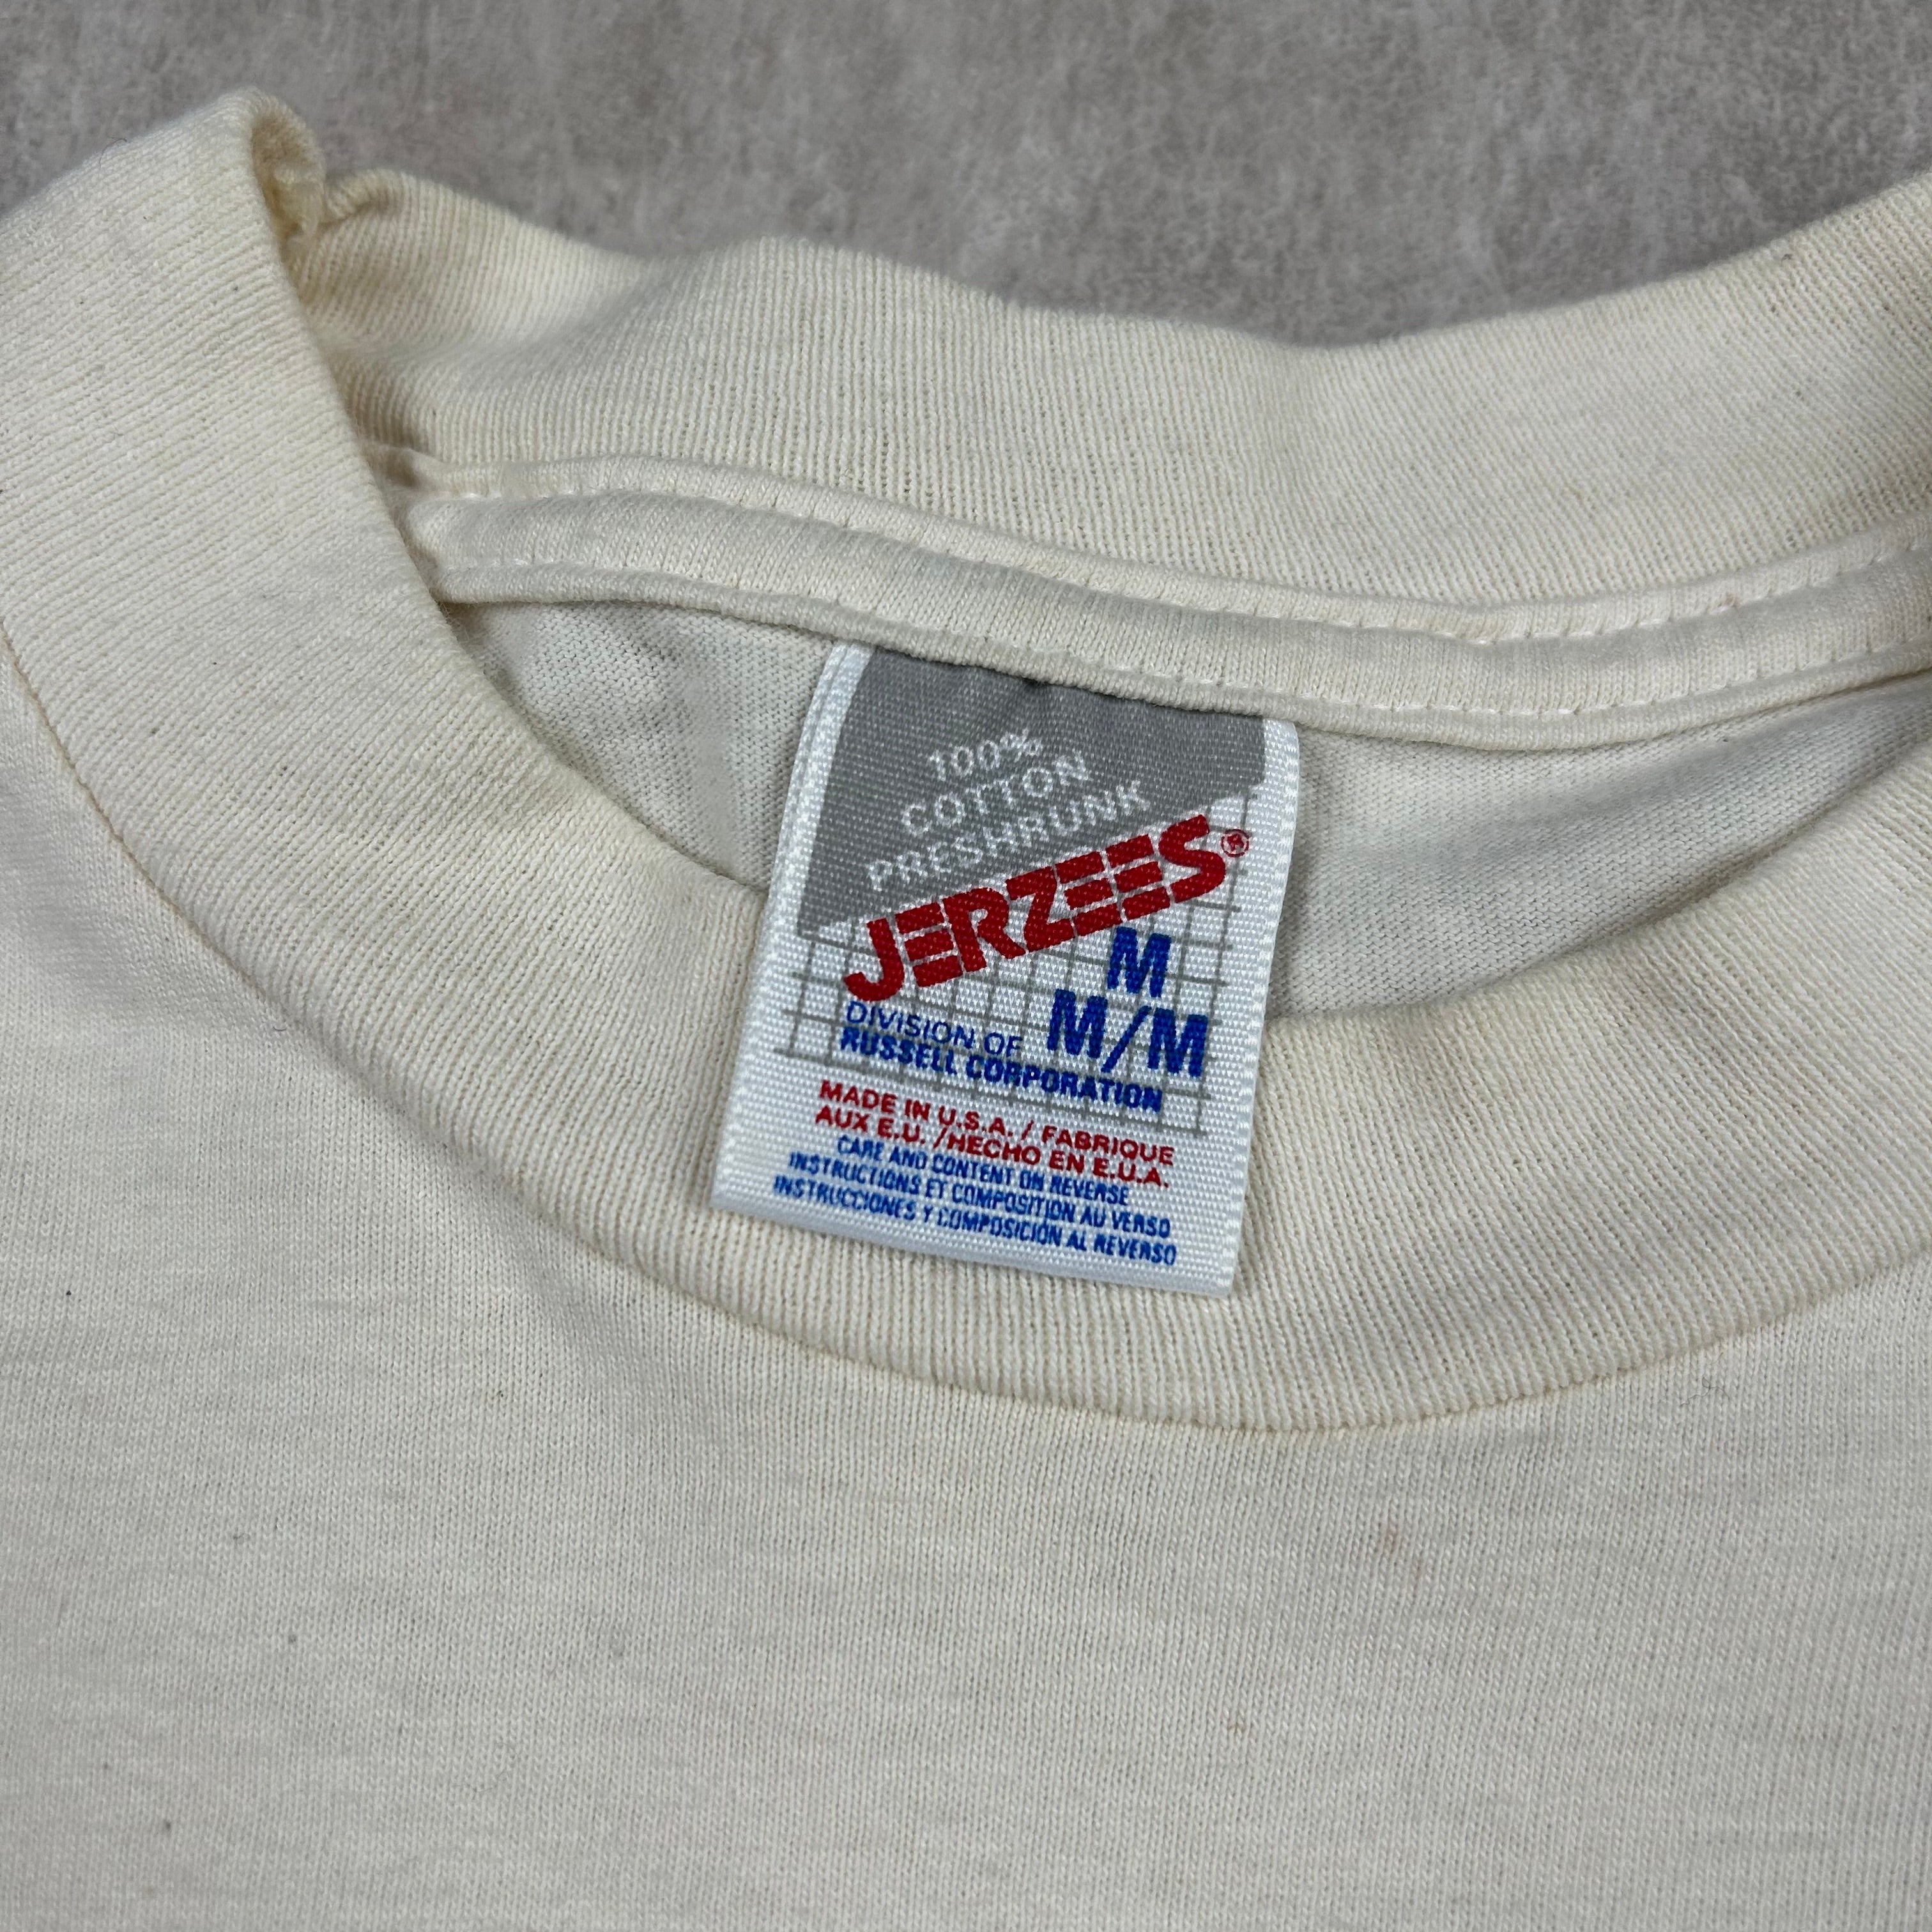 100%
COTTON
PRESHRUNK
JERZEES®
M
M/M
DIVISION OF
RUSSELL CORPORATION
MADE IN U.S.A. / FABRIQUE
AUX E.U. /HECHO EN E.U.A.
CARE AND CONTENT ON REVERSE
INSTRUCTIONS ET COMPOSITION AU VERSO
INSTRUCCIONES Y COMPOSICIÓN AL REVERSO